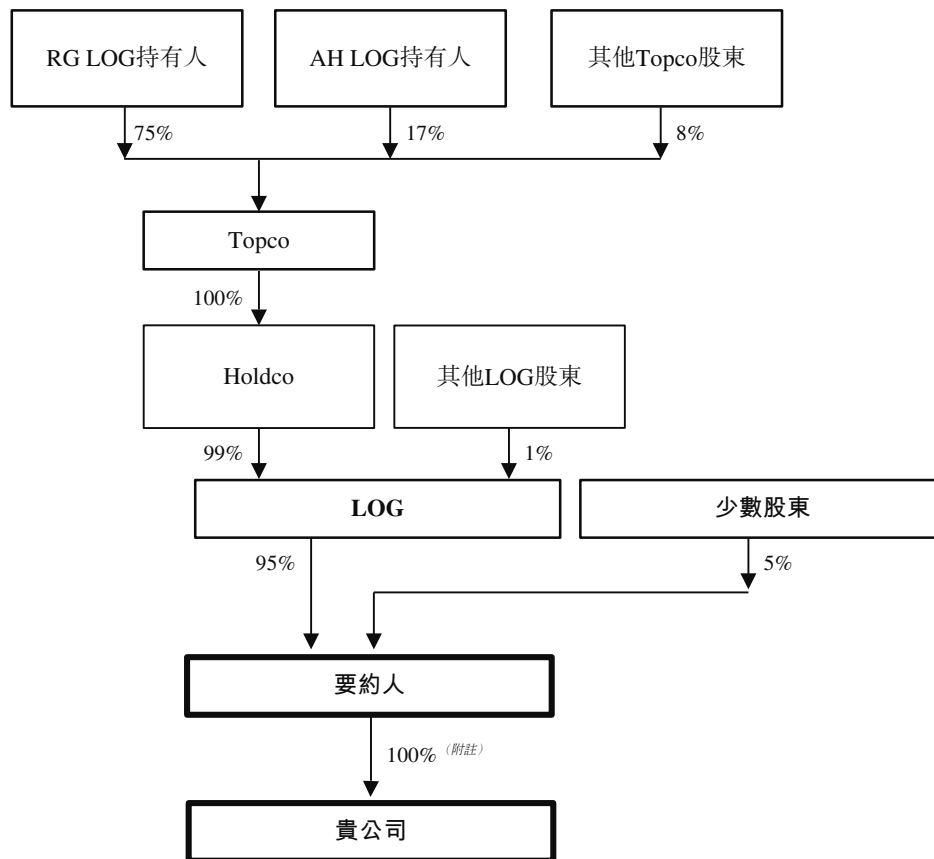 RG LOG持有人
AH LOG持有人
其他Topco股東
75%
17%
8%
Topco
100%
Holdco
其他LOG股東
99%
1%
LOG
少數股東
95%
5%
要約人
100%（附註）
貴公司